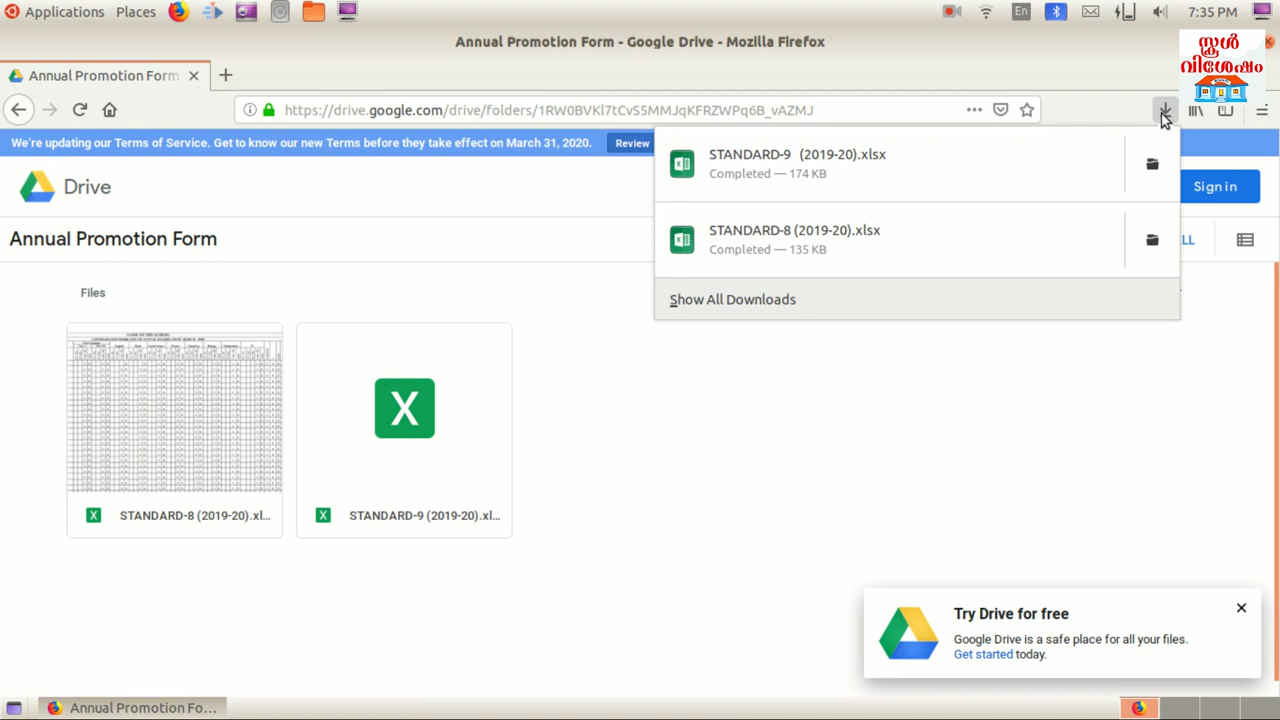 Applications Places
En
7:35 PM
Annual Promotion Form - Google Drive - Mozilla Firefox
സ്കൂൾ
വിശേഷം
Annual Promotion Form
https://drive.google.com/drive/folders/1RW0BVKl7tCvS5MMJqKFRZWPq6B_vAZMJ
We're updating our Terms of Service. Get to know our new Terms before they take effect on March 31, 2020.
Review
STANDARD-9 (2019-20).xlsx
Completed — 174 KB
STANDARD-8 (2019-20).xlsx
Completed — 135 KB
Show All Downloads
Drive
Sign in
Annual Promotion Form
LL
Files
X
STANDARD-8 (2019-20).xl...
STANDARD-9 (2019-20).xl...
Try Drive for free
Google Drive is a safe place for all your files.
Get started today.
Annual Promotion Fo...